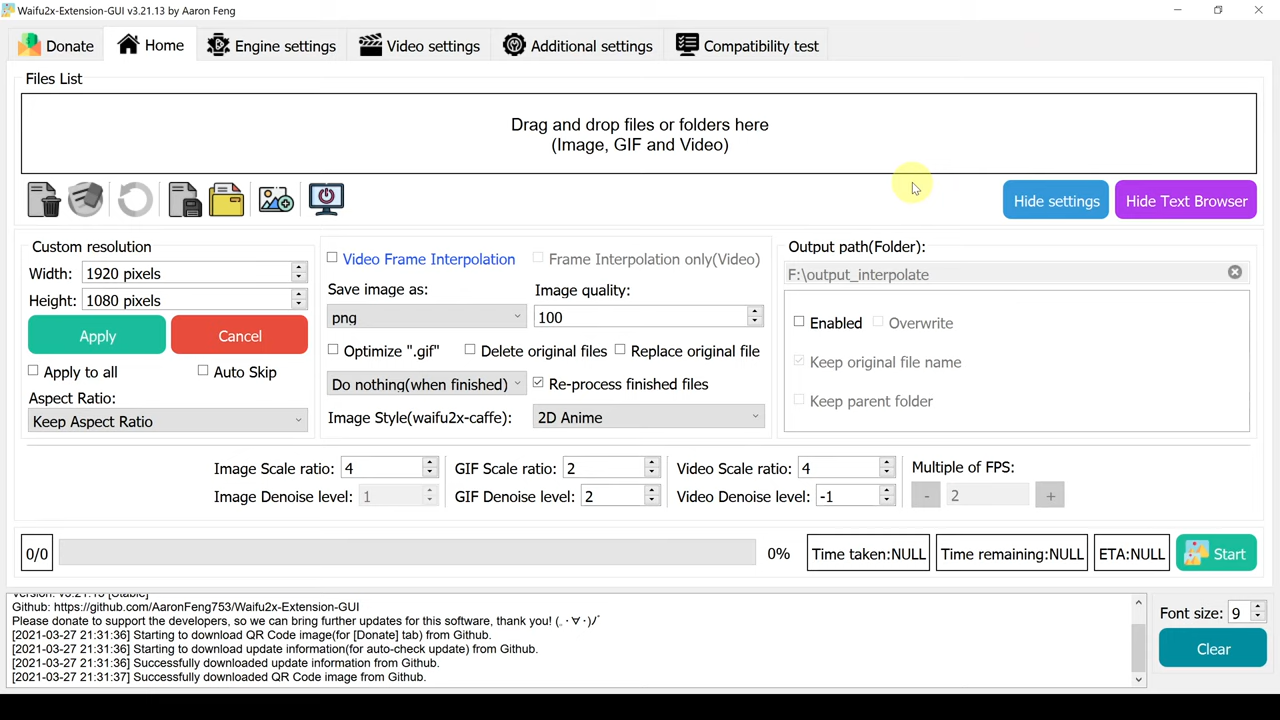 Waifu2x-Extension-GUI v3.21.13 by Aaron Feng
Donate
Home
Engine settings
Video settings
Additional settings
Compatibility test
Files List
Drag and drop files or folders here
(Image, GIF and Video)
Hide settings
Hide Text Browser
Custom resolution
Width: 1920 pixels
Height: 1080 pixels
Apply
Cancel
Apply to all
Auto Skip
Aspect Ratio:
Keep Aspect Ratio
Video Frame Interpolation
Frame Interpolation only(Video)
Save image as:
Image quality:
png
100
Optimize ".gif"
Delete original files
Replace original file
Do nothing(when finished)
Re-process finished files
Image Style(waifu2x-caffe):
2D Anime
Output path(Folder):
F:\output_interpolate
Enabled
Overwrite
Keep original file name
Keep parent folder
Image Scale ratio: 4
GIF Scale ratio: 2
Video Scale ratio: 4
Multiple of FPS:
Image Denoise level: 1
GIF Denoise level: 2
Video Denoise level: -1
- 2 +
0/0
0%
Time taken:NULL
Time remaining:NULL
ETA:NULL
Start
Version: v3.21.13 [Stable]
Github: https://github.com/AaronFeng753/Waifu2x-Extension-GUI
Please donate to support the developers, so we can bring further updates for this software, thank you! (.・∀・)ﾉﾞ
[2021-03-27 21:31:36] Starting to download QR Code image(for [Donate] tab) from Github.
[2021-03-27 21:31:36] Starting to download update information(for auto-check update) from Github.
[2021-03-27 21:31:36] Successfully downloaded update information from Github.
[2021-03-27 21:31:37] Successfully downloaded QR Code image from Github.
Font size: 9
Clear